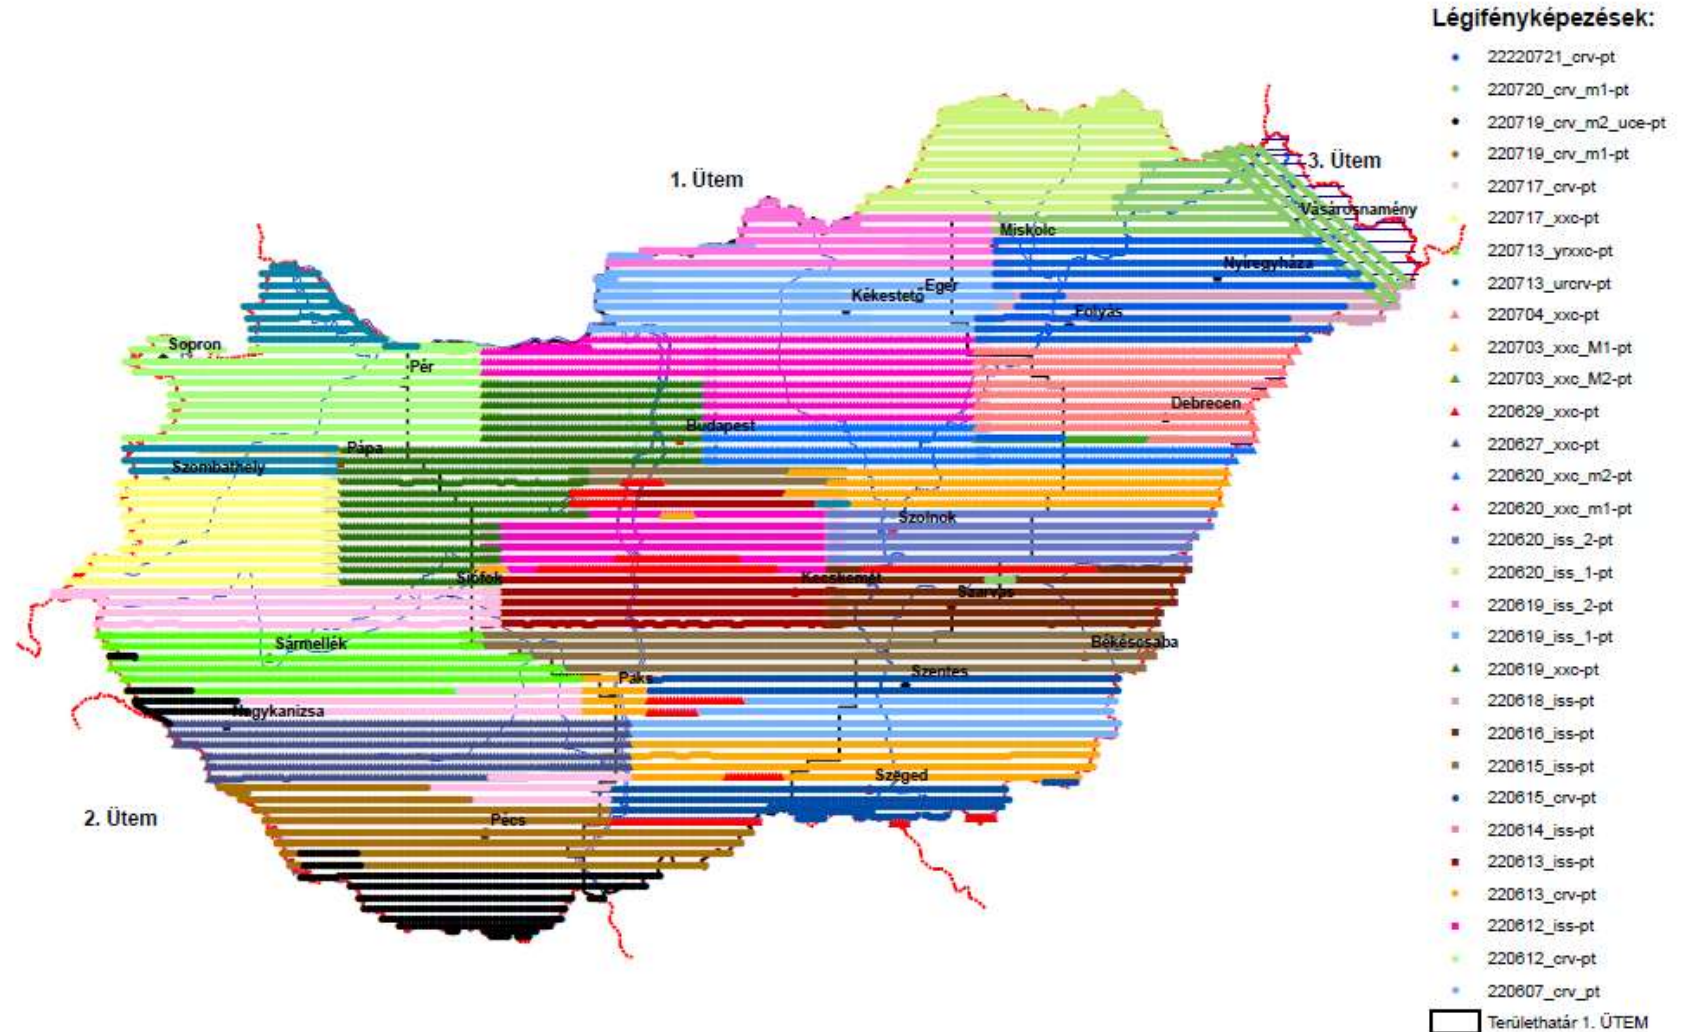 Légifényképezések:
22220721_crv-pt
220720_crv_m1-pt
220719_crv_m2_uce-pt
220719_crv_m1-pt
220717_crv-pt
220717_xxc-pt
220713_yrxxc-pt
220713_urcrv-pt
220704_xxc-pt
220703_xxc_M1-pt
220703_xxc_M2-pt
220629_xxc-pt
220627_xxc-pt
220620_xxc_m2-pt
220620_xxc_m1-pt
220620_iss_2-pt
220620_iss_1-pt
220619_iss_2-pt
220619_iss_1-pt
220619_xxc-pt
220618_iss-pt
220616_iss-pt
220615_iss-pt
220615_crv-pt
220614_iss-pt
220613_iss-pt
220613_crv-pt
220612_iss-pt
220612_crv-pt
220607_crv_pt
Területhatár 1. ÜTEM
1. Ütem
3. Ütem
Vásárosnamény
Miskolc
Nyíregyháza
Eger
Kékestető
Folyás
Sopron
Pér
Debrecen
Budapest
Pápa
Szombathely
Szolnok
Siófok
Kecskemét
Szarvas
Sármellék
Békéscsaba
Szentes
Paks
Nagykanizsa
Szeged
2. Ütem
Pécs